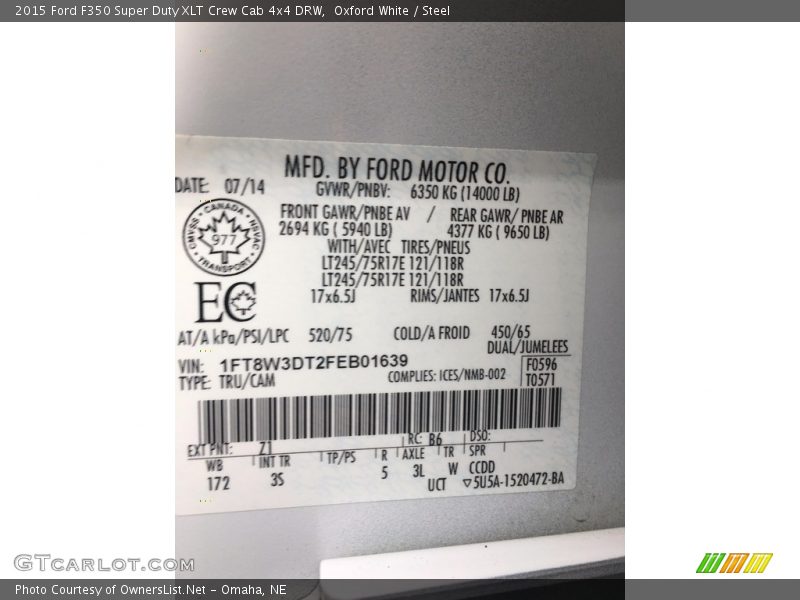 2015 Ford F350 Super Duty XLT Crew Cab 4x4 DRW,  Oxford White / Steel
MFD. BY FORD MOTOR CO.
DATE: 07/14
GVWR/PNBV: 6350 KG (14000 LB)
FRONT GAWR/PNBE AV / REAR GAWR/ PNBE AR
2694 KG ( 5940 LB) 4377 KG ( 9650 LB)
WITH/AVEC TIRES/PNEUS
LT245/75R17E 121/118R
LT245/75R17E 121/118R
17x6.5J RIMS/JANTES 17x6.5J
CANADA
CMVSS NSVAC
977
TRANSPORT
EC
AT/A kPa/PSI/LPC 520/75 COLD/A FROID 450/65
DUAL/JUMELEES
VIN: 1FT8W3DT2FEB01639
F0596
TYPE: TRU/CAM COMPLIES: ICES/NMB-002
T0571
EXT PNT: Z1 RC: B6 DSO:
WB INT TR TP/PS R AXLE TR SPR
172 3S 5 3L W CCDD
UCT ▽5U5A-1520472-BA
GTCARLOT.COM
Photo Courtesy of OwnersList.Net - Omaha, NE